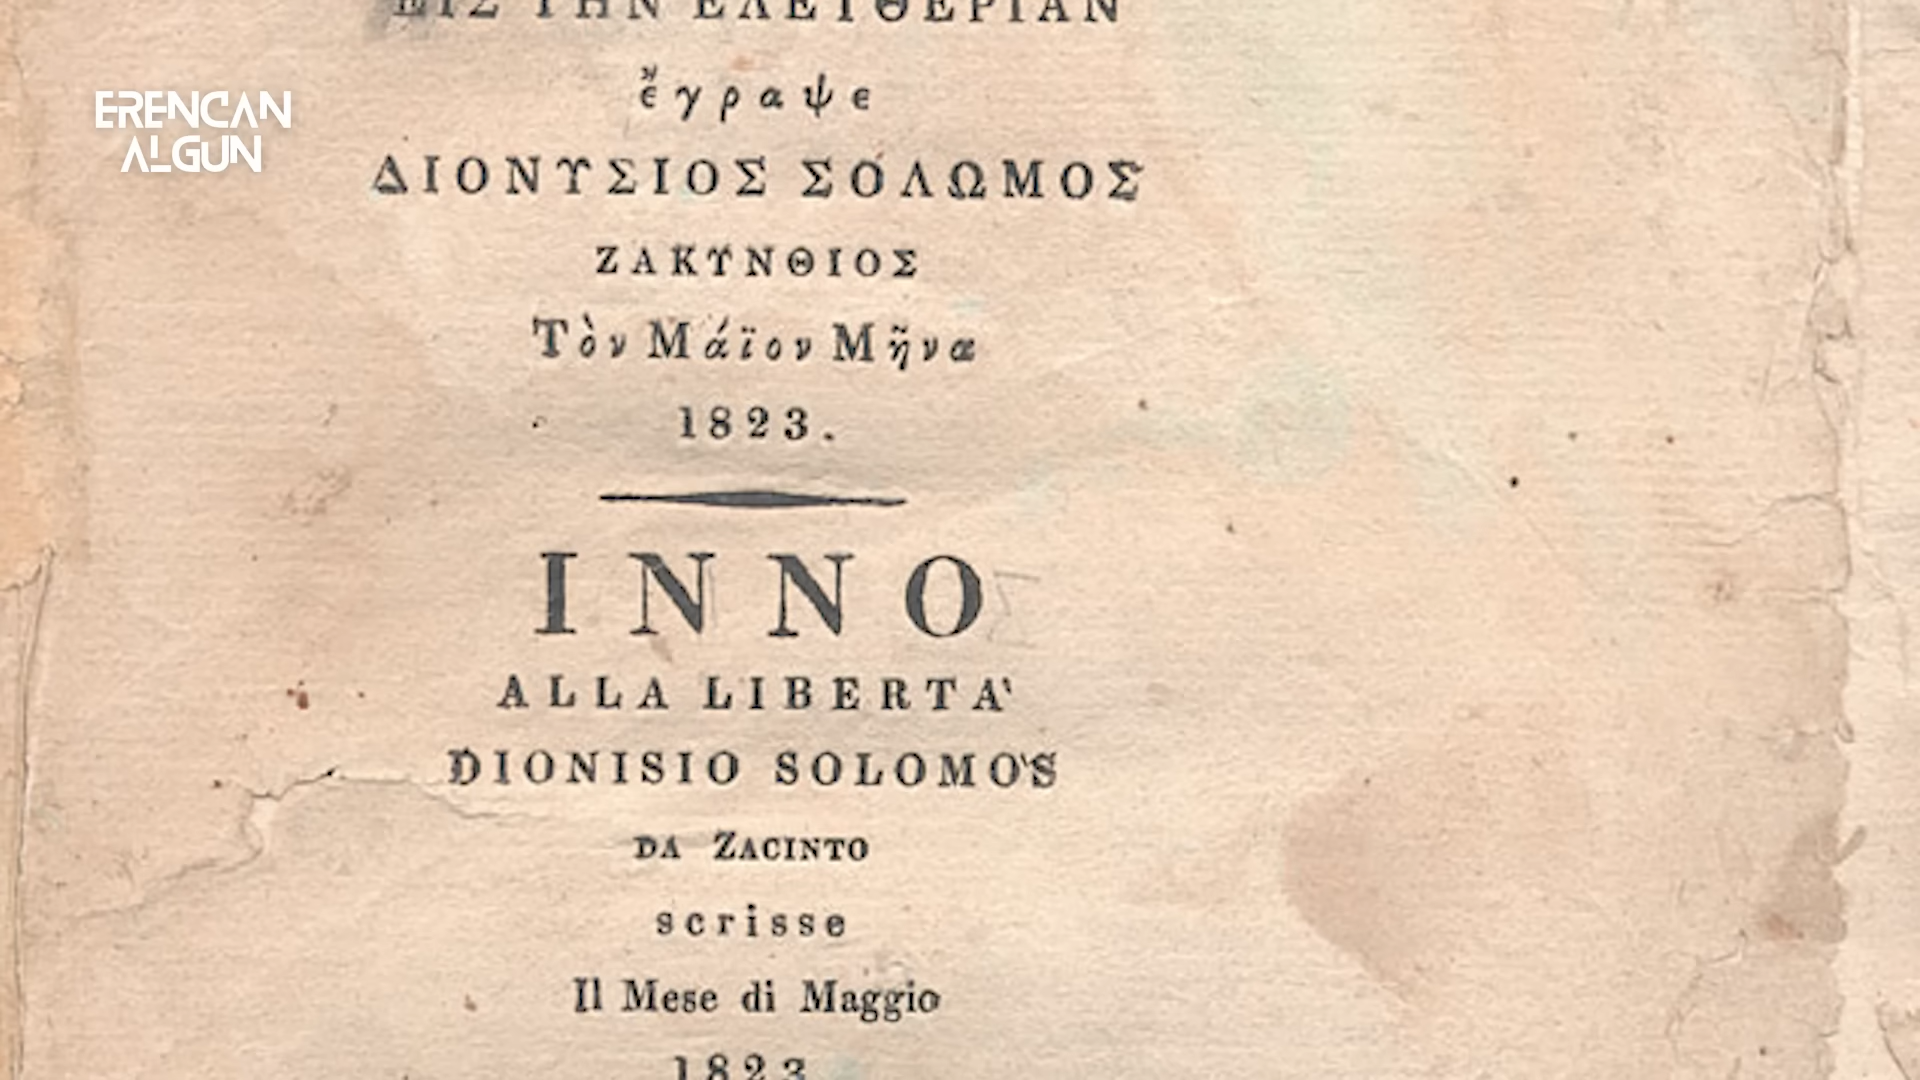 ΕΙΣ ΤΗΝ ΕΛΕΥΘΕΡΙΑΝ
ἔγραψε
ΔΙΟΝΥΣΙΟΣ ΣΟΛΩΜΟΣ
ΖΑΚΥΝΘΙΟΣ
Τὸν Μάϊον Μῆνα
1823.
INNO
ALLA LIBERTA'
DIONISIO SOLOMO'S
DA ZACINTO
scrisse
Il Mese di Maggio
1823
ERENCAN
ALGUN